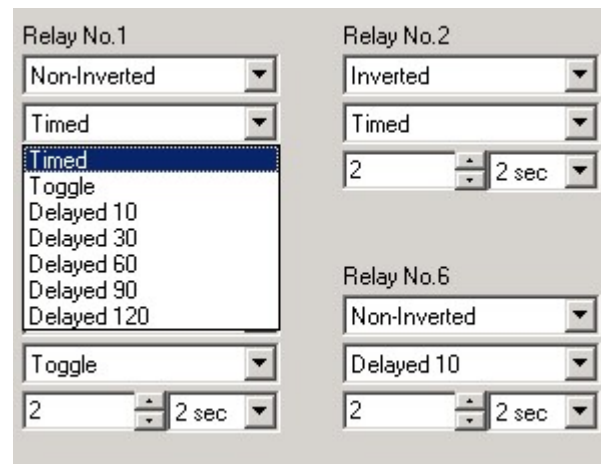 Relay No.1
Non-Inverted
Timed
Timed
Toggle
Delayed 10
Delayed 30
Delayed 60
Delayed 90
Delayed 120
Toggle
2
2 sec
Relay No.2
Inverted
Timed
2
2 sec
Relay No.6
Non-Inverted
Delayed 10
2
2 sec